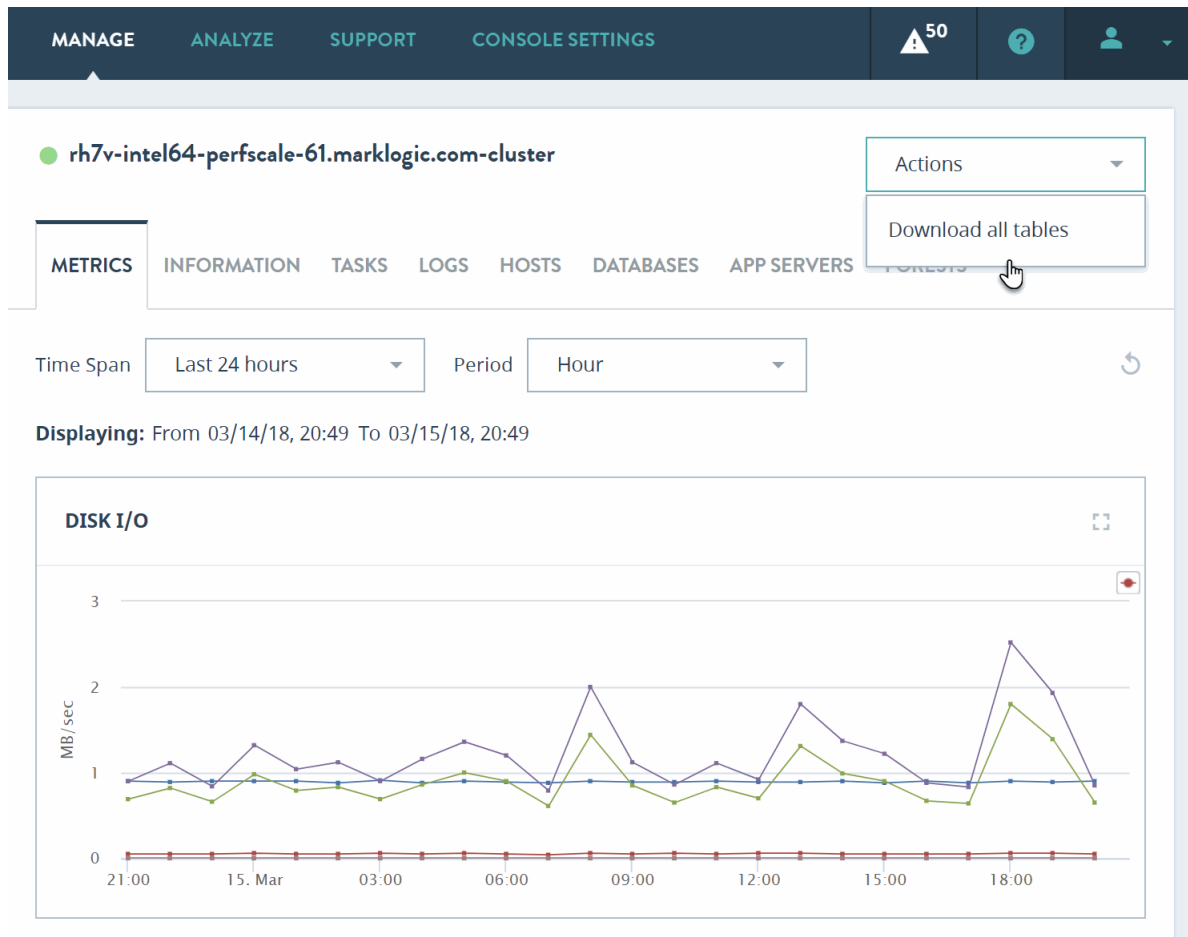 MANAGE ANALYZE SUPPORT CONSOLE SETTINGS 50 ?
rh7v-intel64-perfscale-61.marklogic.com-cluster
Actions
Download all tables
METRICS INFORMATION TASKS LOGS HOSTS DATABASES APP SERVERS FORESTS
Time Span Last 24 hours Period Hour
Displaying: From 03/14/18, 20:49 To 03/15/18, 20:49
DISK I/O
3
2
MB/sec
1
0
21:00 15. Mar 03:00 06:00 09:00 12:00 15:00 18:00